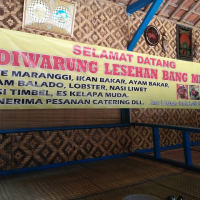 SELAMAT DATANG
DIWARUNG LESEHAN BANG
E MARANGGI, IKAN BAKAR, AYAM BAKAR,
AM BALADO, LOBSTER, NASI LIWET
SI TIMBEL, ES KELAPA MUDA.
ENERIMA PESANAN CATERING DLL.